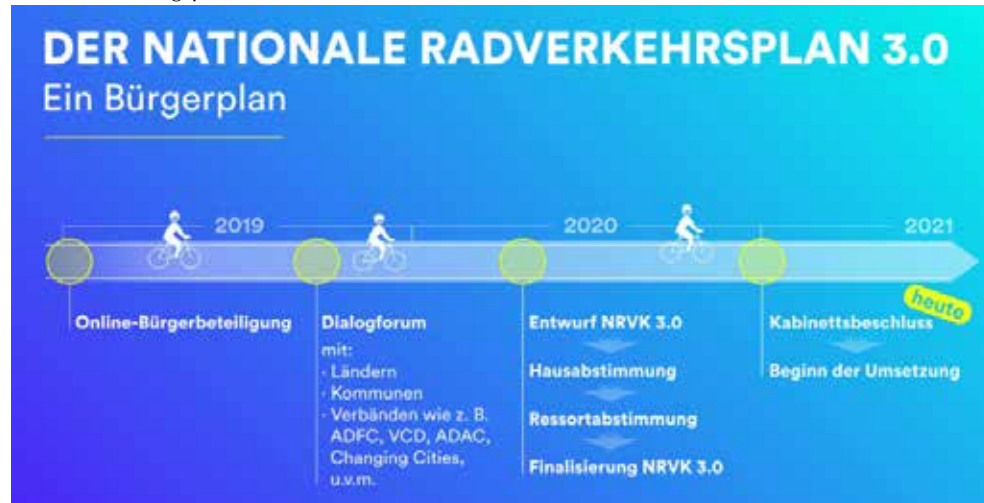 DER NATIONALE RADVERKEHRSPLAN 3.0
Ein Bürgerplan
2019
2020
2021
Online-Bürgerbeteiligung
Dialogforum
mit:
· Ländern
· Kommunen
· Verbänden wie z. B.
ADFC, VCD, ADAC,
Changing Cities,
u.v.m.
Entwurf NRVK 3.0
Hausabstimmung
Ressortabstimmung
Finalisierung NRVK 3.0
heute
Kabinettsbeschluss
Beginn der Umsetzung